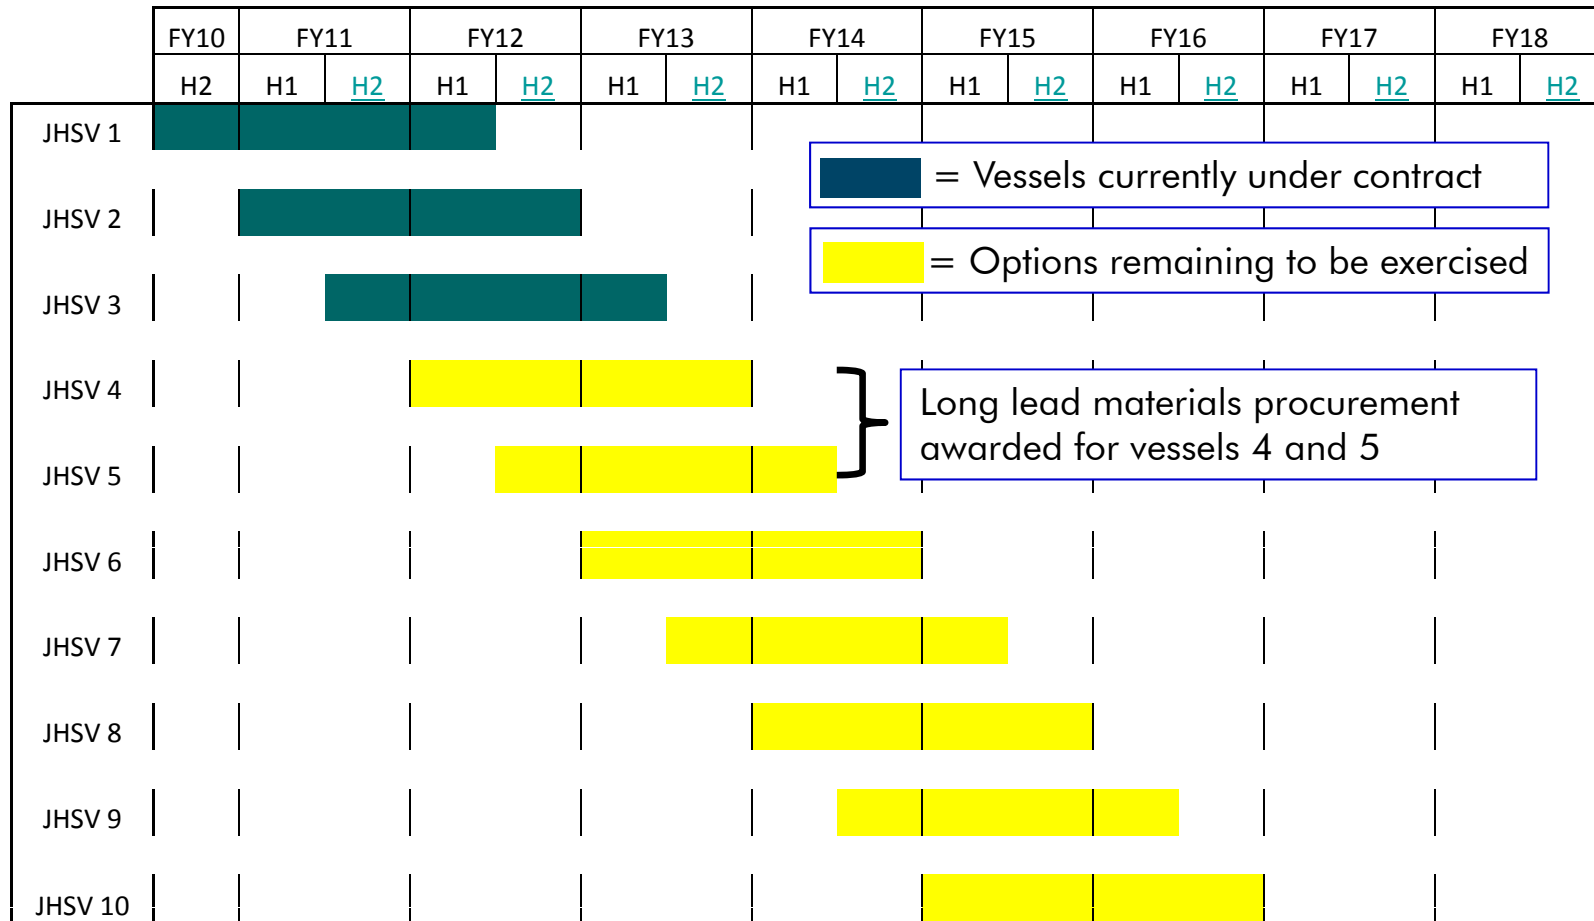 FY10 FY11 FY12 FY13 FY14 FY15 FY16 FY17 FY18
H2 H1 H2 H1 H2 H1 H2 H1 H2 H1 H2 H1 H2 H1 H2 H1 H2
JHSV 1
= Vessels currently under contract
JHSV 2
= Options remaining to be exercised
JHSV 3
JHSV 4
Long lead materials procurement
awarded for vessels 4 and 5
JHSV 5
JHSV 6
JHSV 7
JHSV 8
JHSV 9
JHSV 10